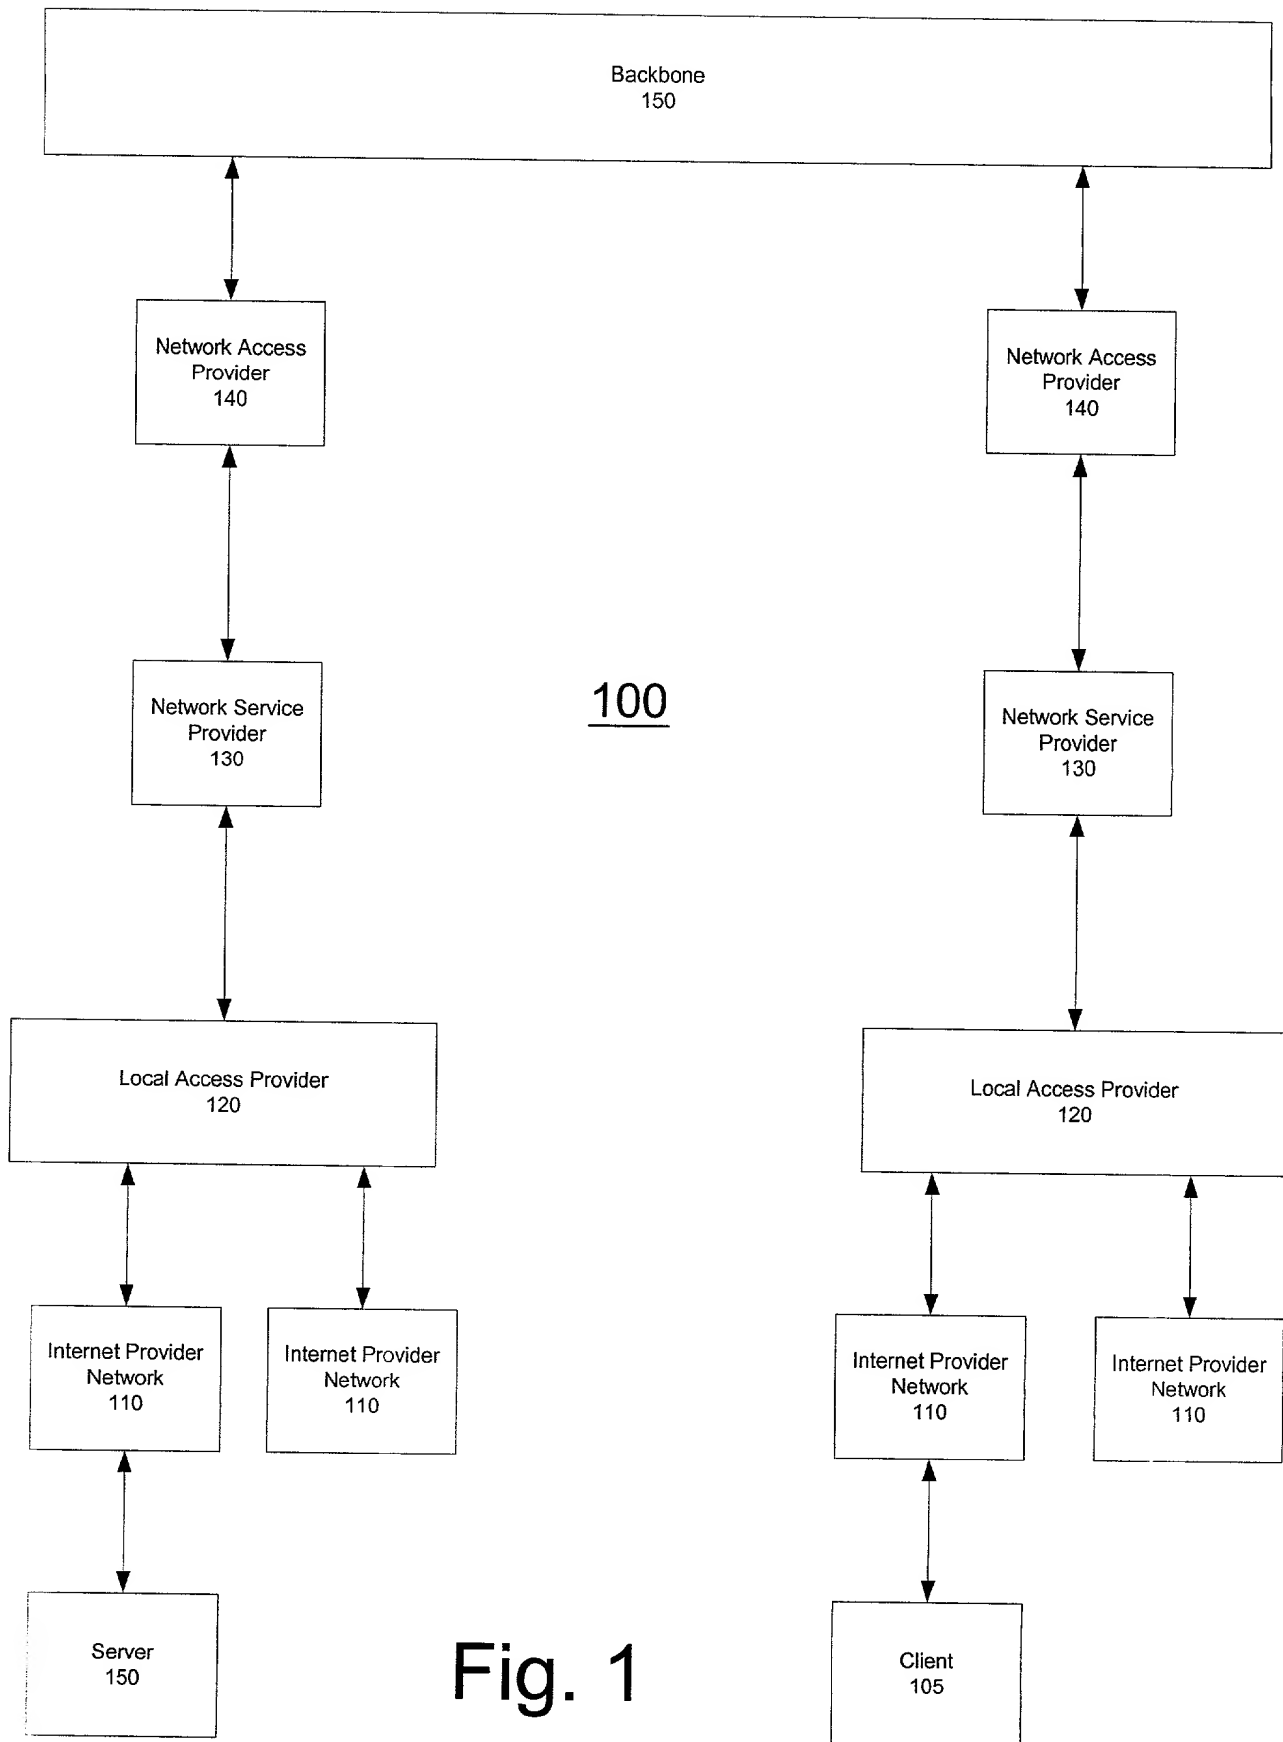 Backbone
150
Network Access
Provider
140
Network Access
Provider
140
Network Service
Provider
130
100
Network Service
Provider
130
Local Access Provider
120
Local Access Provider
120
Internet Provider
Network
110
Internet Provider
Network
110
Internet Provider
Network
110
Internet Provider
Network
110
Server
150
Fig. 1
Client
105